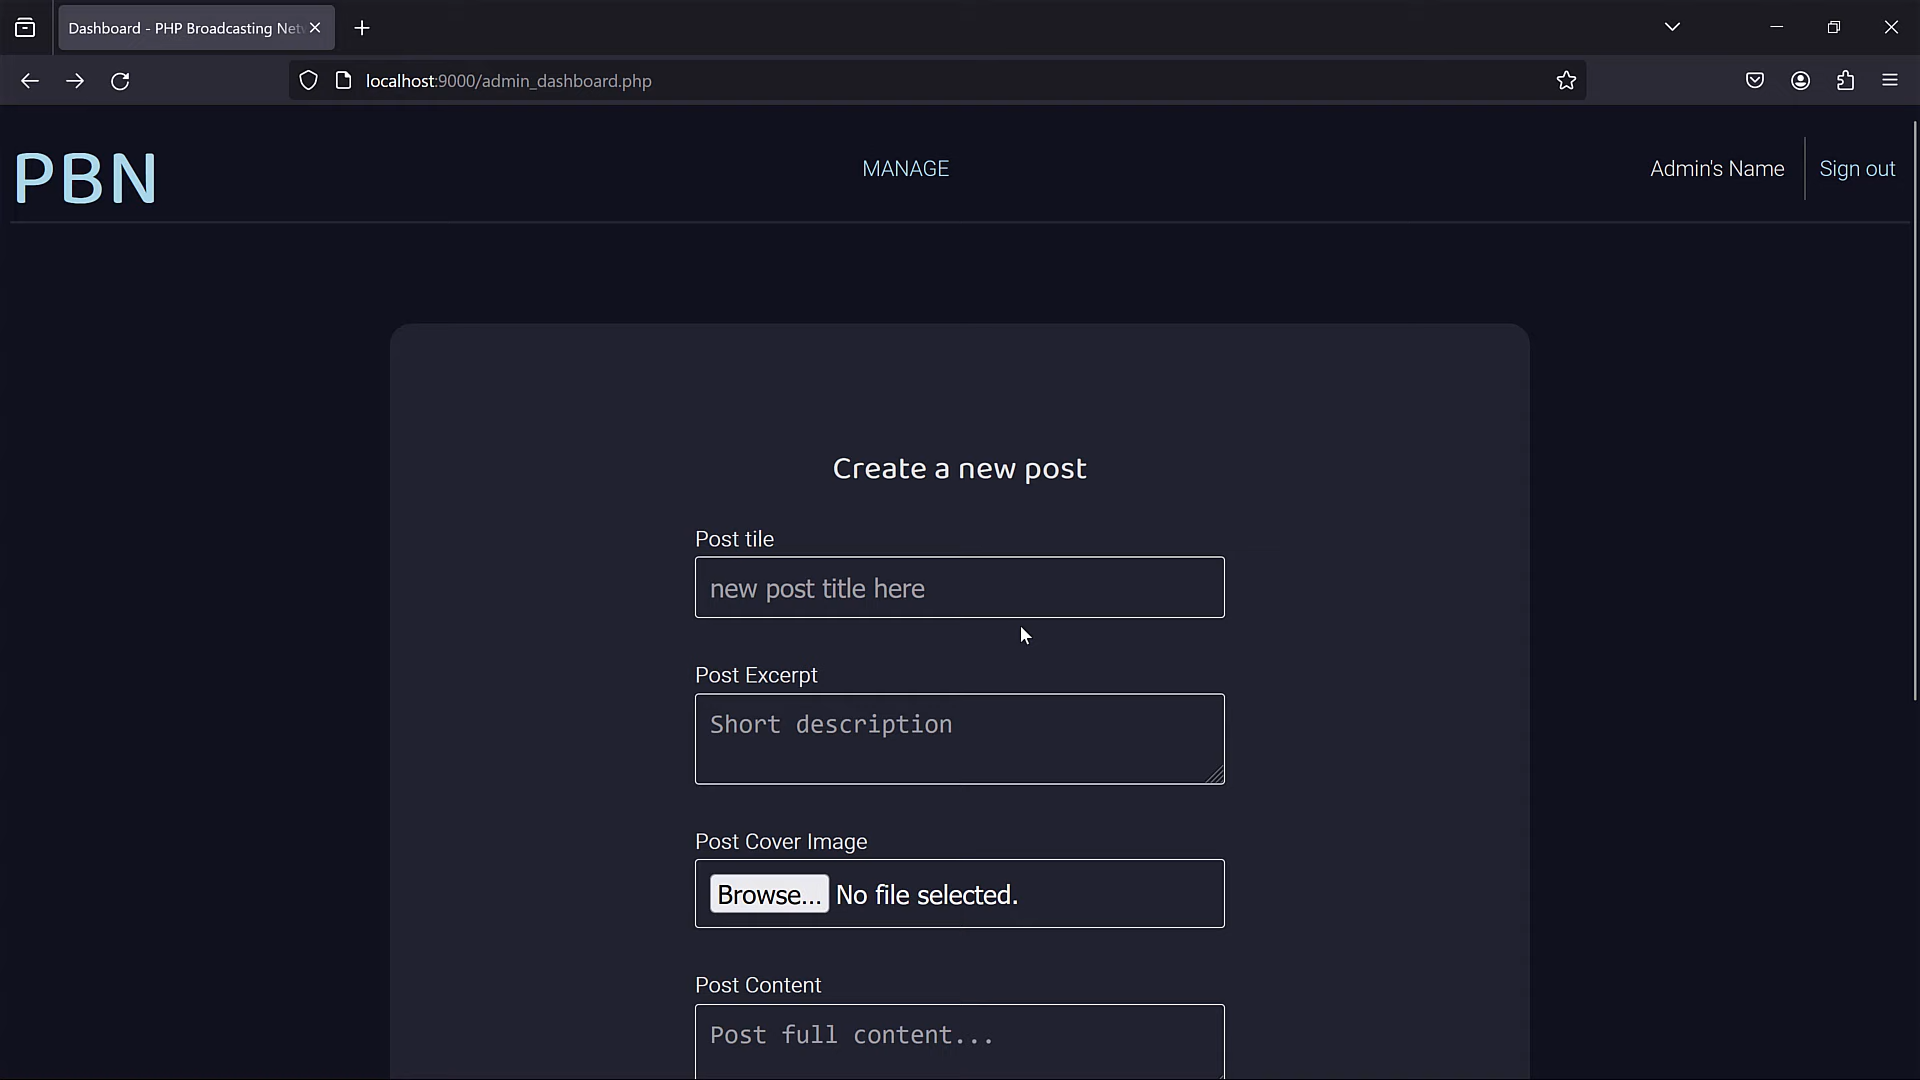 Dashboard - PHP Broadcasting Net
localhost:9000/admin_dashboard.php
PBN
MANAGE
Admin's Name
Sign out
Create a new post
Post tile
new post title here
Post Excerpt
Short description
Post Cover Image
Browse... No file selected.
Post Content
Post full content...